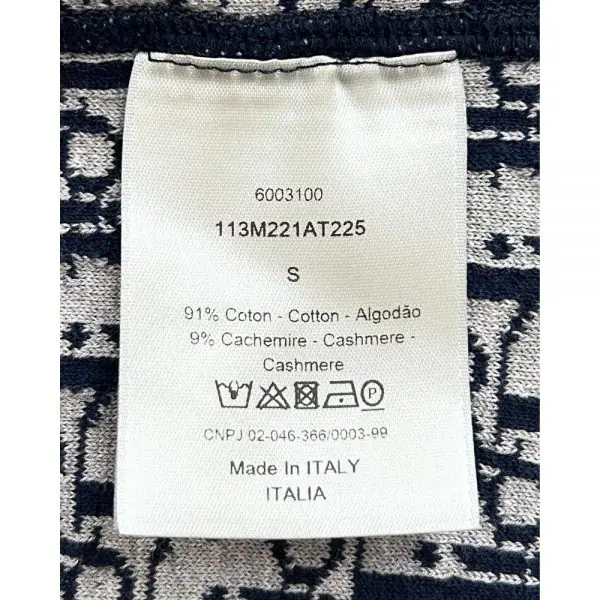 6003100
113M221AT225
S
91% Coton - Cotton - Algodão
9% Cachemire - Cashmere -
Cashmere
P
CNPJ 02-046-366/0003-99
Made In ITALY
ITALIA